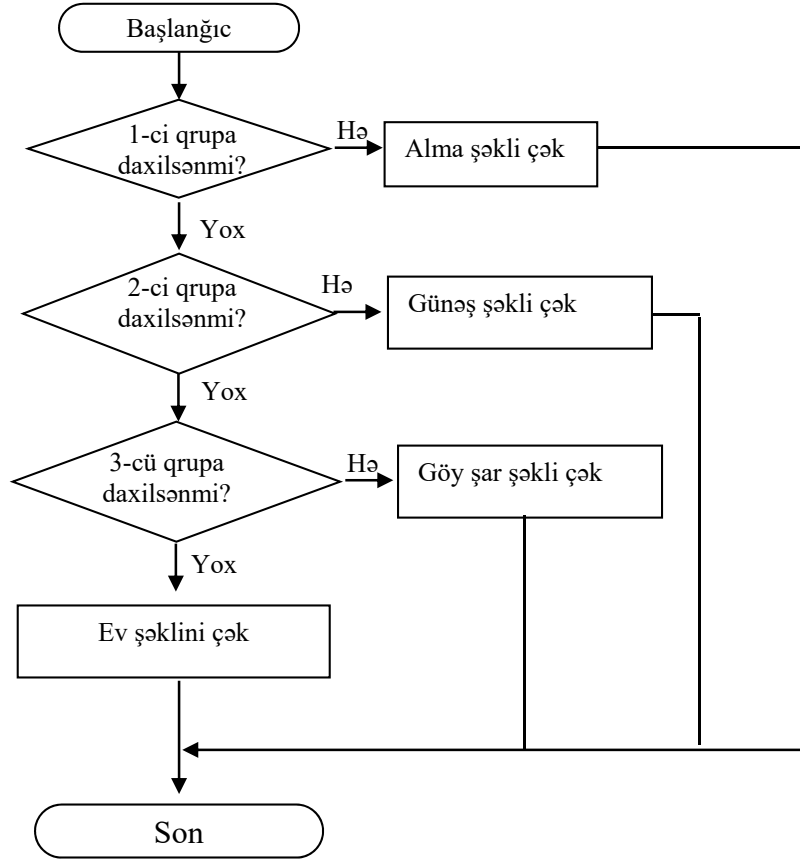 Başlanğıc
1-ci qrupa
daxilsənmi?
Hə
Alma şəkli çək
Yox
2-ci qrupa
daxilsənmi?
Hə
Günəş şəkli çək
Yox
3-cü qrupa
daxilsənmi?
Hə
Göy şar şəkli çək
Yox
Ev şəklini çək
Son